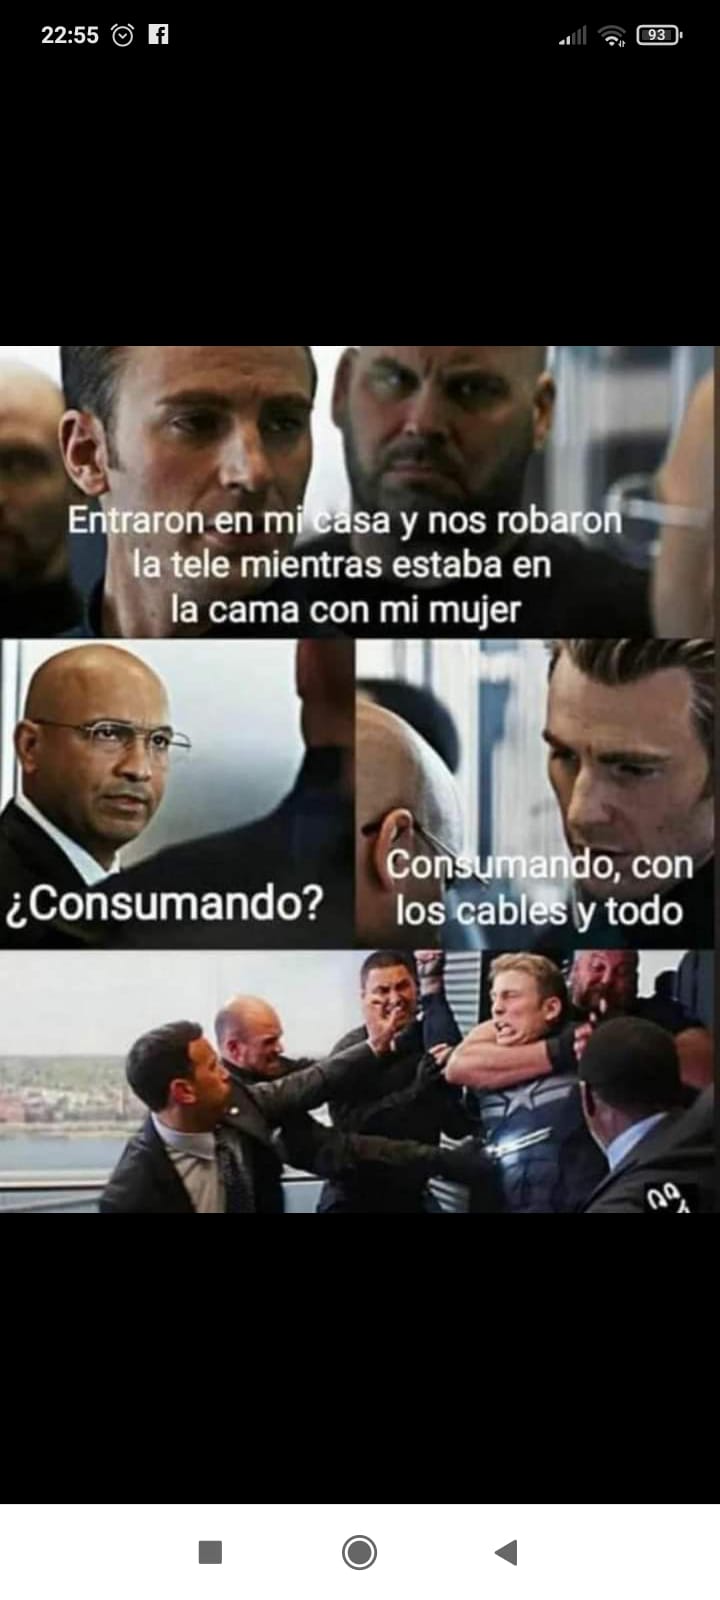 22:55
93
Entraron en mi casa y nos robaron
la tele mientras estaba en
la cama con mi mujer
¿Consumando?
Consumando, con
los cables y todo